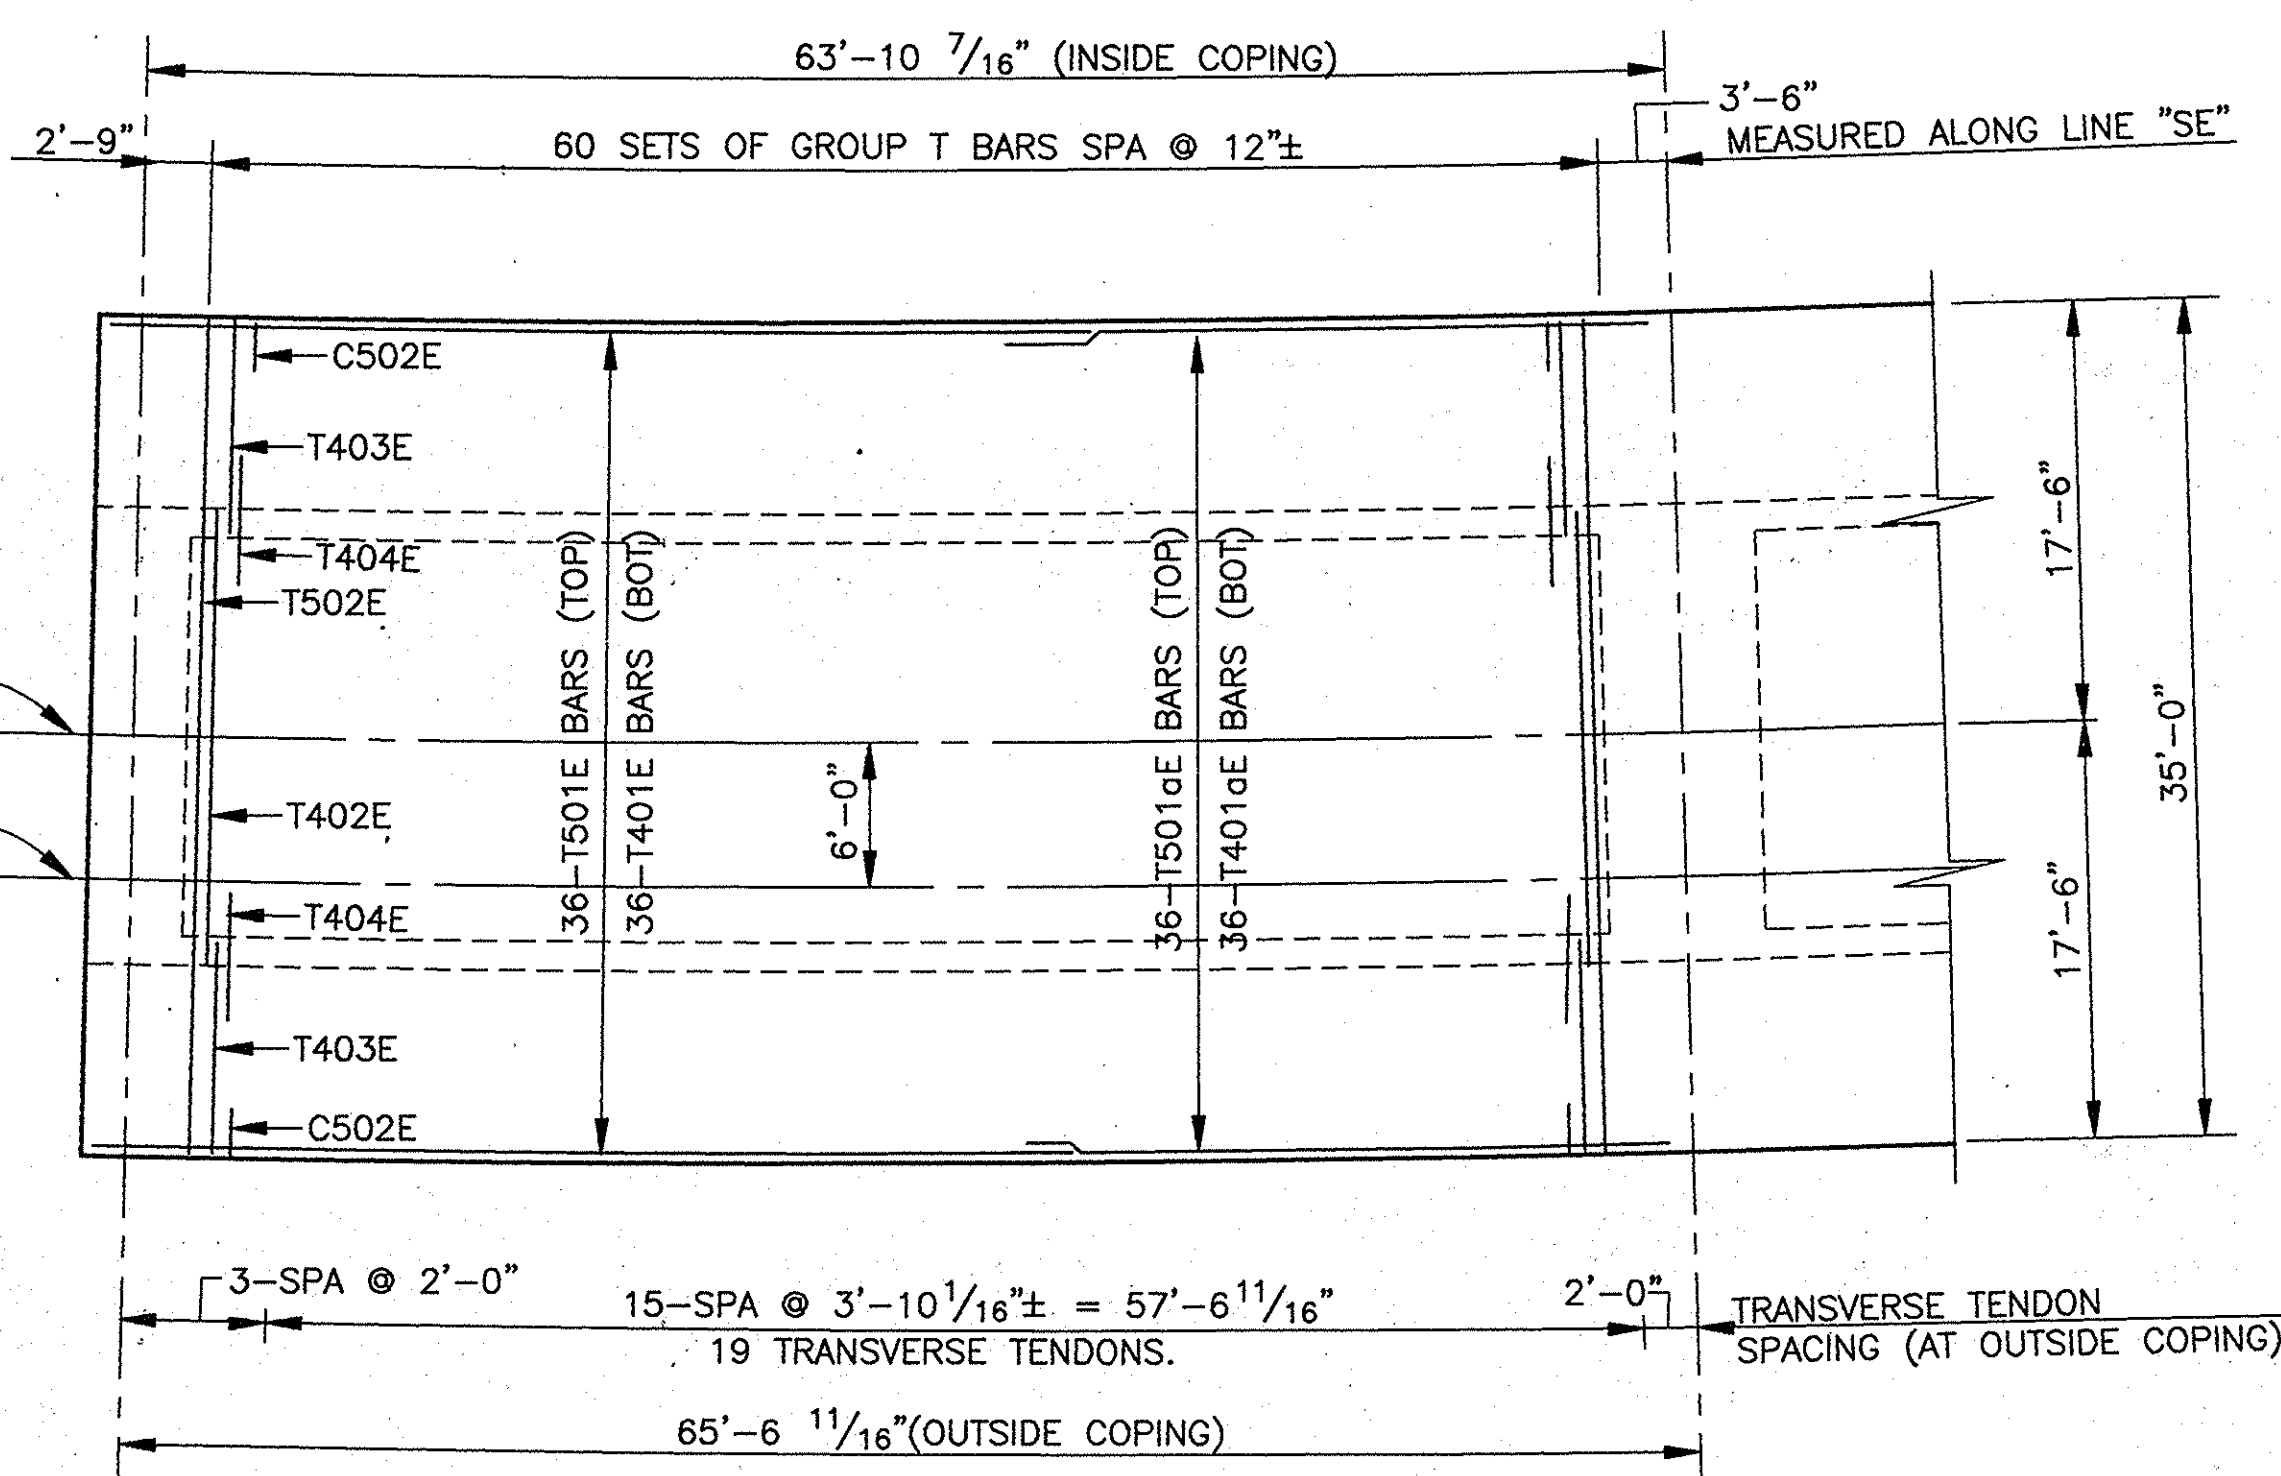 63'-10 7/16" (INSIDE COPING)
2'-9"
60 SETS OF GROUP T BARS SPA @ 12"±
3'-6"
MEASURED ALONG LINE "SE"
C502E
T403E
T404E
T502E
T402E
T404E
T403E
C502E
36-T501E BARS (TOP)
36-T401E BARS (BOT)
6'-0"
36-T501aE BARS (TOP)
36-T401aE BARS (BOT)
17'-6"
17'-6"
35'-0"
3-SPA @ 2'-0"
15-SPA @ 3'-10 1/16"± = 57'-6 11/16"
19 TRANSVERSE TENDONS.
2'-0"
TRANSVERSE TENDON
SPACING (AT OUTSIDE COPING)
65'-6 11/16"(OUTSIDE COPING)